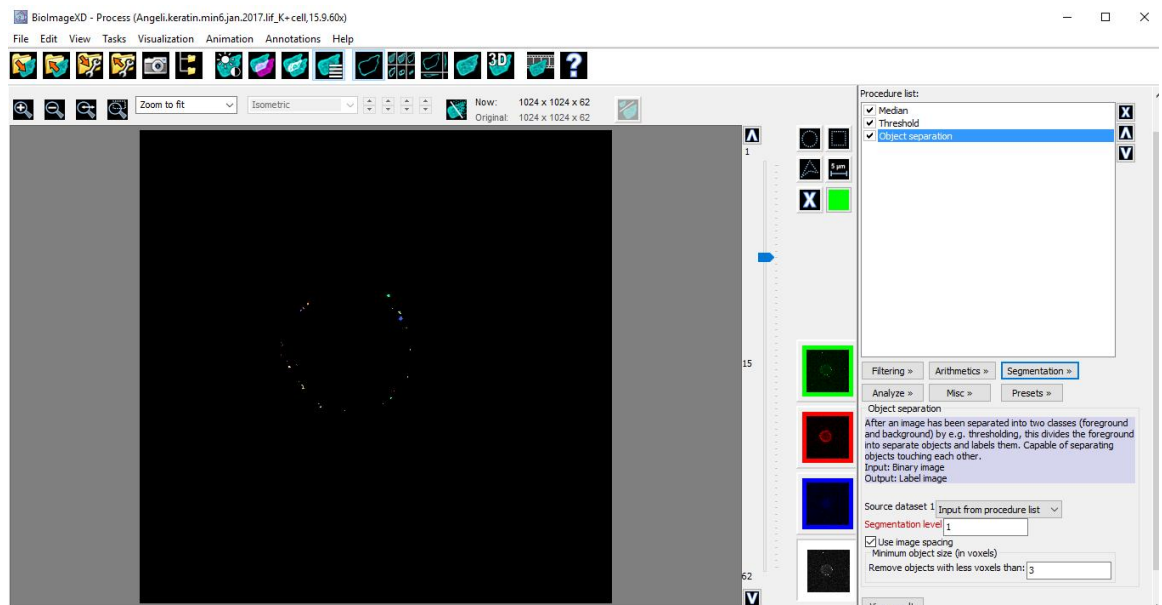 BioImageXD - Process (Angeli.keratin.min6.jan.2017.lif_K+cell,15.9.60x)
File Edit View Tasks Visualization Animation Annotations Help
3D
?
Zoom to fit
Isometric
Now: 1024 x 1024 x 62
Original: 1024 x 1024 x 62
Procedure list:
Median
Threshold
Object separation
X
1
5 µm
X
15
62
Filtering » Arithmetics » Segmentation »
Analyze » Misc » Presets »
Object separation
After an image has been separated into two classes (foreground
and background) by e.g. thresholding, this divides the foreground
into separate objects and labels them. Capable of separating
objects touching each other.
Input: Binary image
Output: Label image
Source dataset 1 Input from procedure list
Segmentation level 1
Use image spacing
Minimum object size (in voxels)
Remove objects with less voxels than: 3